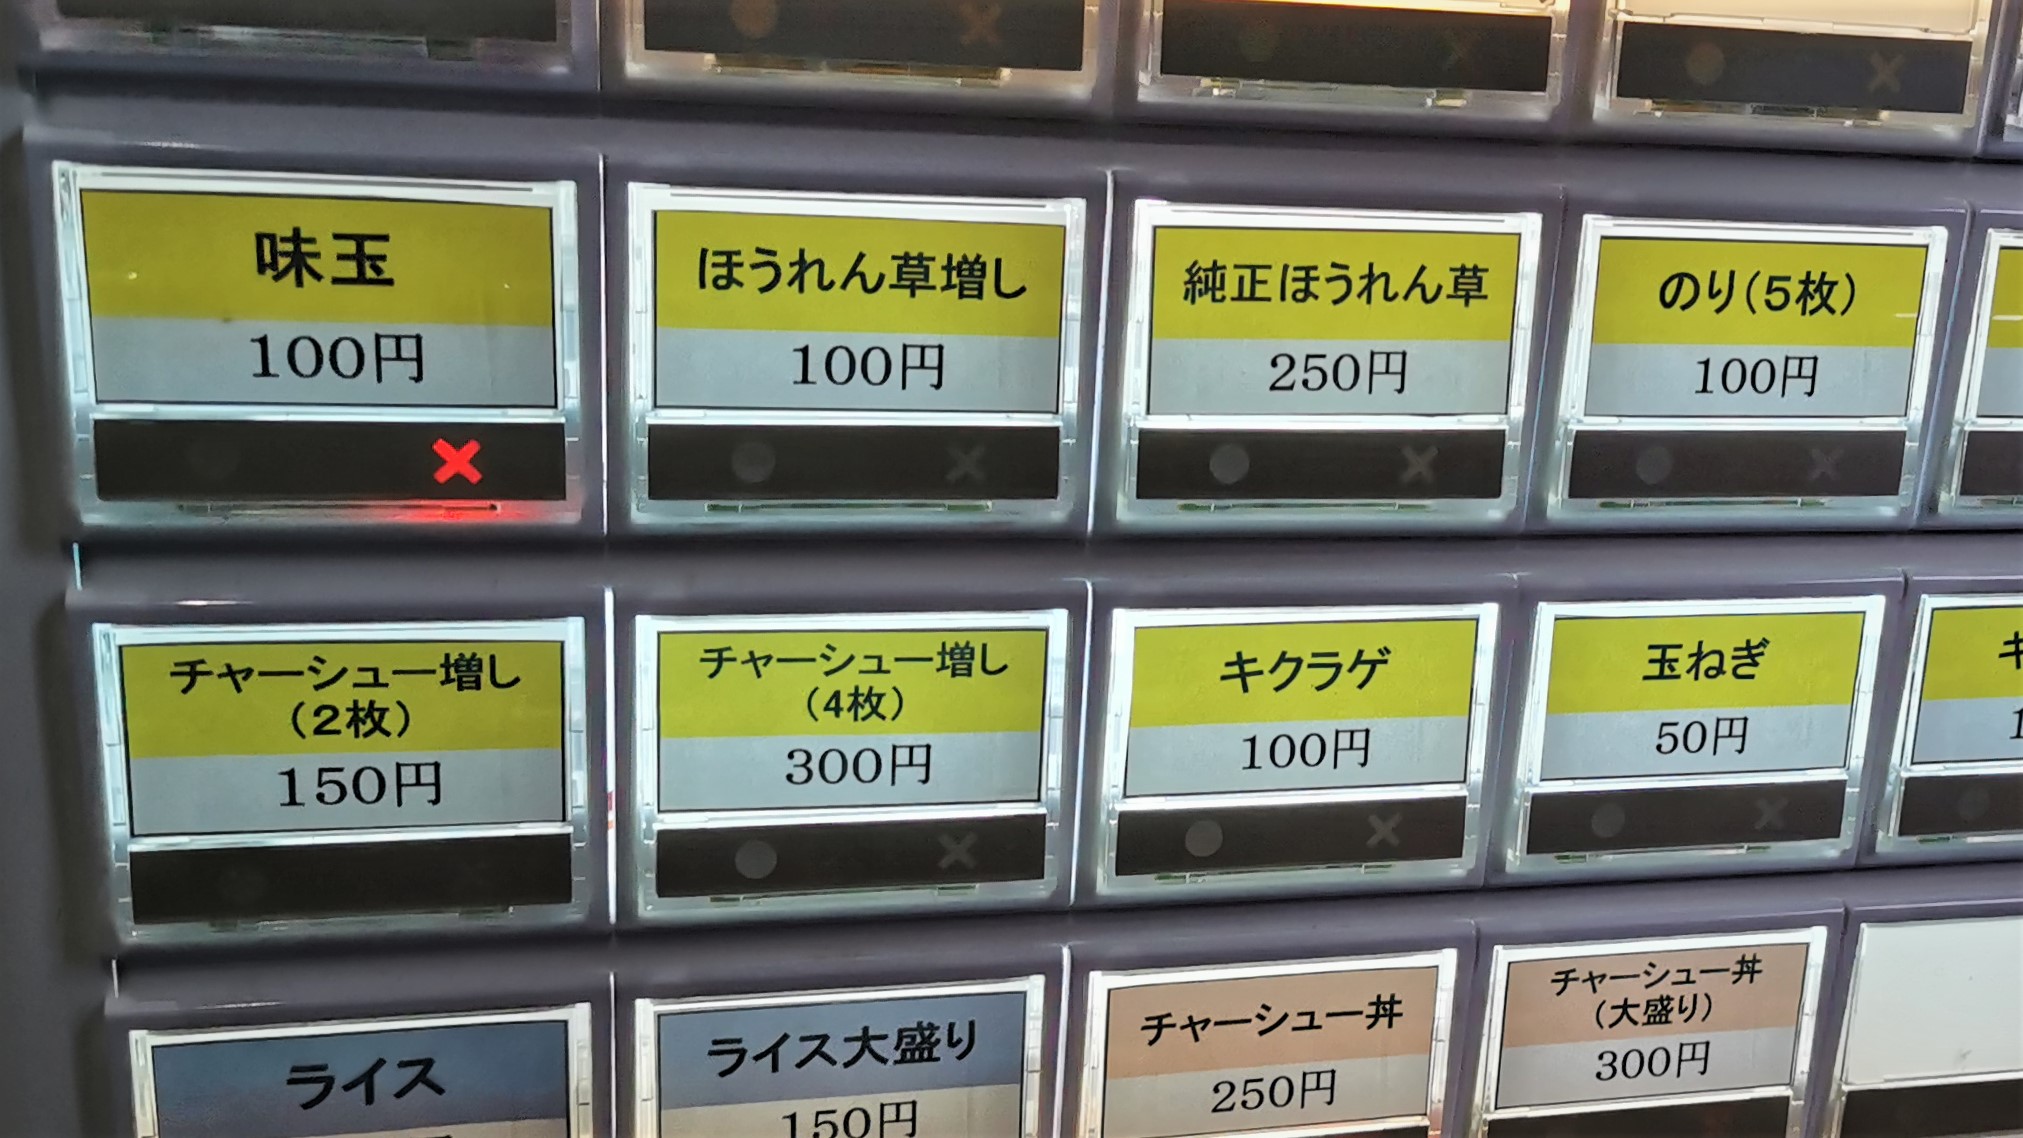 味玉
100円
ほうれん草増し
100円
純正ほうれん草
250円
のり(5枚)
100円
チャーシュー増し
(2枚)
150円
チャーシュー増し
(4枚)
300円
キクラゲ
100円
玉ねぎ
50円
ライス
ライス大盛り
150円
チャーシュー丼
250円
チャーシュー丼
(大盛り)
300円